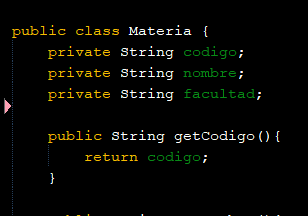 public class Materia {
private String codigo;
private String nombre;
private String facultad;
public String getCodigo(){
return codigo;
}